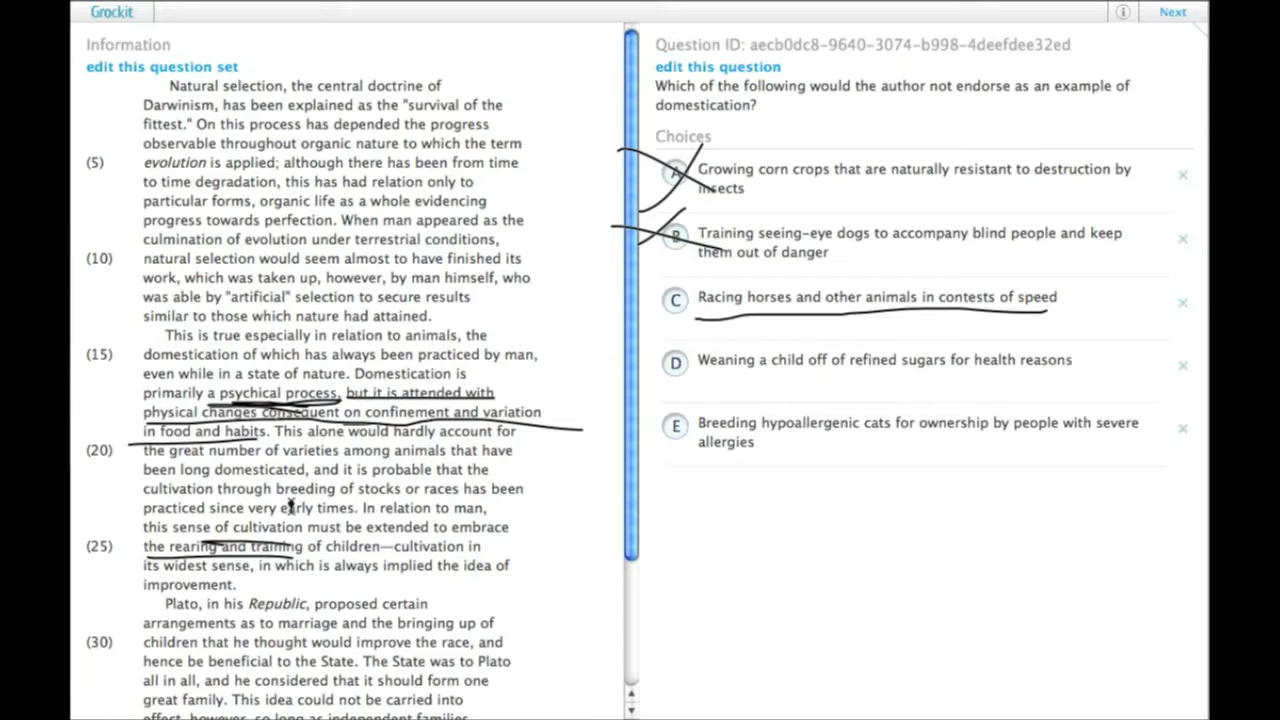 Grockit
Next
Information
edit this question set
Natural selection, the central doctrine of
Darwinism, has been explained as the "survival of the
fittest." On this process has depended the progress
observable throughout organic nature to which the term
(5) evolution is applied; although there has been from time
to time degradation, this has had relation only to
particular forms, organic life as a whole evidencing
progress towards perfection. When man appeared as the
culmination of evolution under terrestrial conditions,
(10) natural selection would seem almost to have finished its
work, which was taken up, however, by man himself, who
was able by "artificial" selection to secure results
similar to those which nature had attained.
This is true especially in relation to animals, the
(15) domestication of which has always been practiced by man,
even while in a state of nature. Domestication is
primarily a psychical process, but it is attended with
physical changes consequent on confinement and variation
in food and habits. This alone would hardly account for
(20) the great number of varieties among animals that have
been long domesticated, and it is probable that the
cultivation through breeding of stocks or races has been
practiced since very early times. In relation to man,
this sense of cultivation must be extended to embrace
(25) the rearing and training of children—cultivation in
its widest sense, in which is always implied the idea of
improvement.
Plato, in his Republic, proposed certain
arrangements as to marriage and the bringing up of
(30) children that he thought would improve the race, and
hence be beneficial to the State. The State was to Plato
all in all, and he considered that it should form one
great family. This idea could not be carried into
effect, however, so long as independent families
Question ID: aecb0dc8-9640-3074-b998-4deefdee32ed
edit this question
Which of the following would the author not endorse as an example of
domestication?
Choices
A Growing corn crops that are naturally resistant to destruction by
insects
B Training seeing-eye dogs to accompany blind people and keep
them out of danger
C Racing horses and other animals in contests of speed
D Weaning a child off of refined sugars for health reasons
E Breeding hypoallergenic cats for ownership by people with severe
allergies